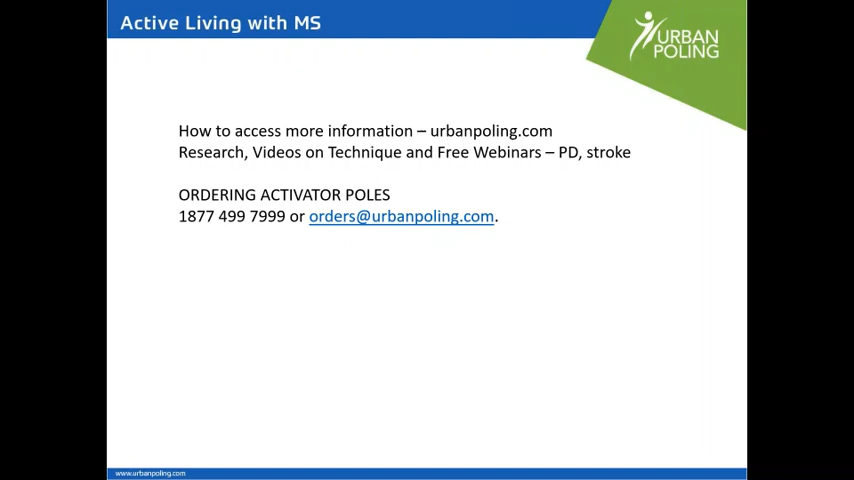 Active Living with MS
URBAN
POLING
How to access more information – urbanpoling.com
Research, Videos on Technique and Free Webinars – PD, stroke
ORDERING ACTIVATOR POLES
1877 499 7999 or orders@urbanpoling.com.
www.urbanpoling.com